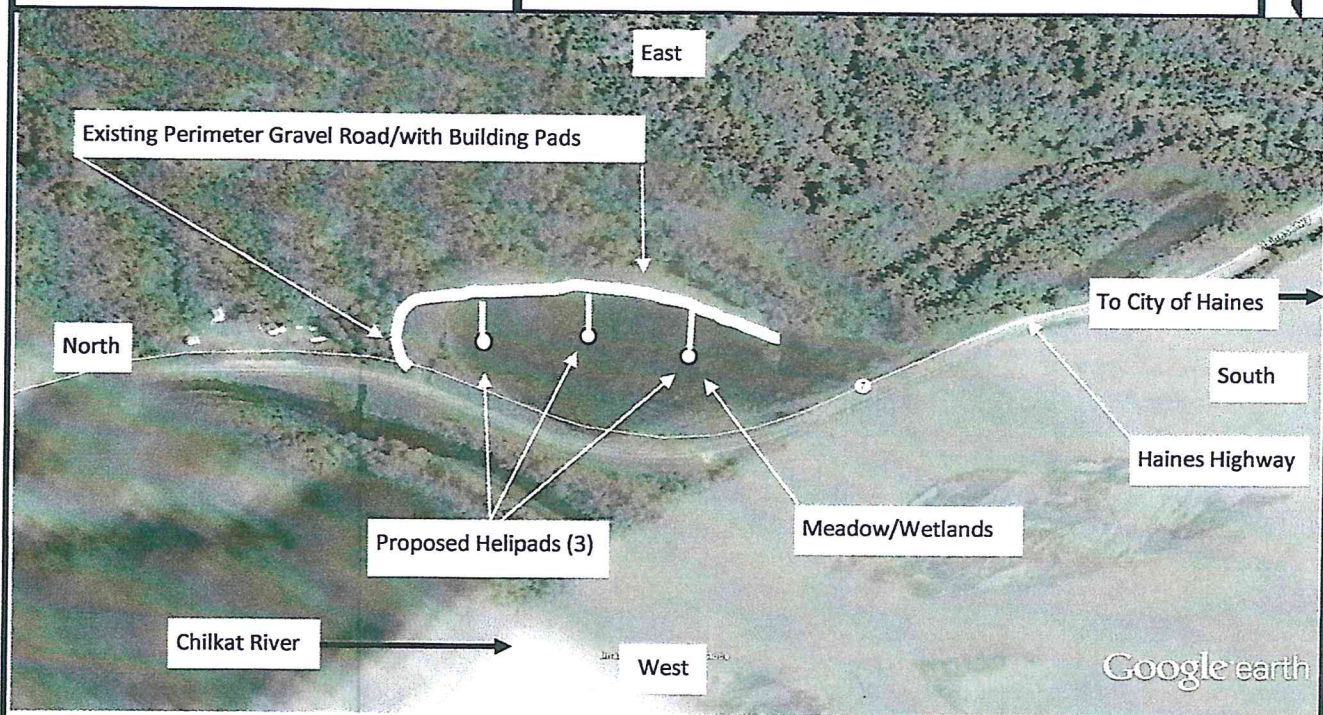 East
Existing Perimeter Gravel Road/with Building Pads
To City of Haines
North
South
7
Haines Highway
Proposed Helipads (3)
Meadow/Wetlands
Chilkat River
West
Google earth